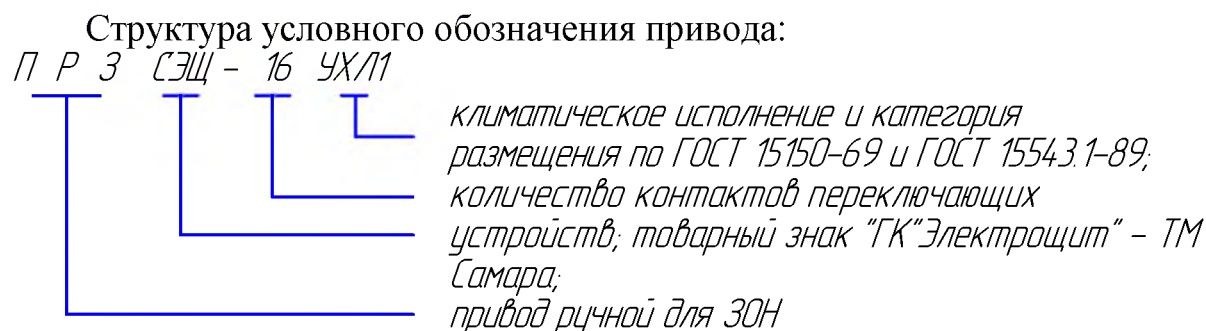 Структура условного обозначения привода:
П Р З СЭЩ - 16 УХЛ1
климатическое исполнение и категория
размещения по ГОСТ 15150-69 и ГОСТ 15543.1-89;
количество контактов переключающих
устройств; товарный знак "ГК"Электрощит" - ТМ
Самара;
привод ручной для ЗОН